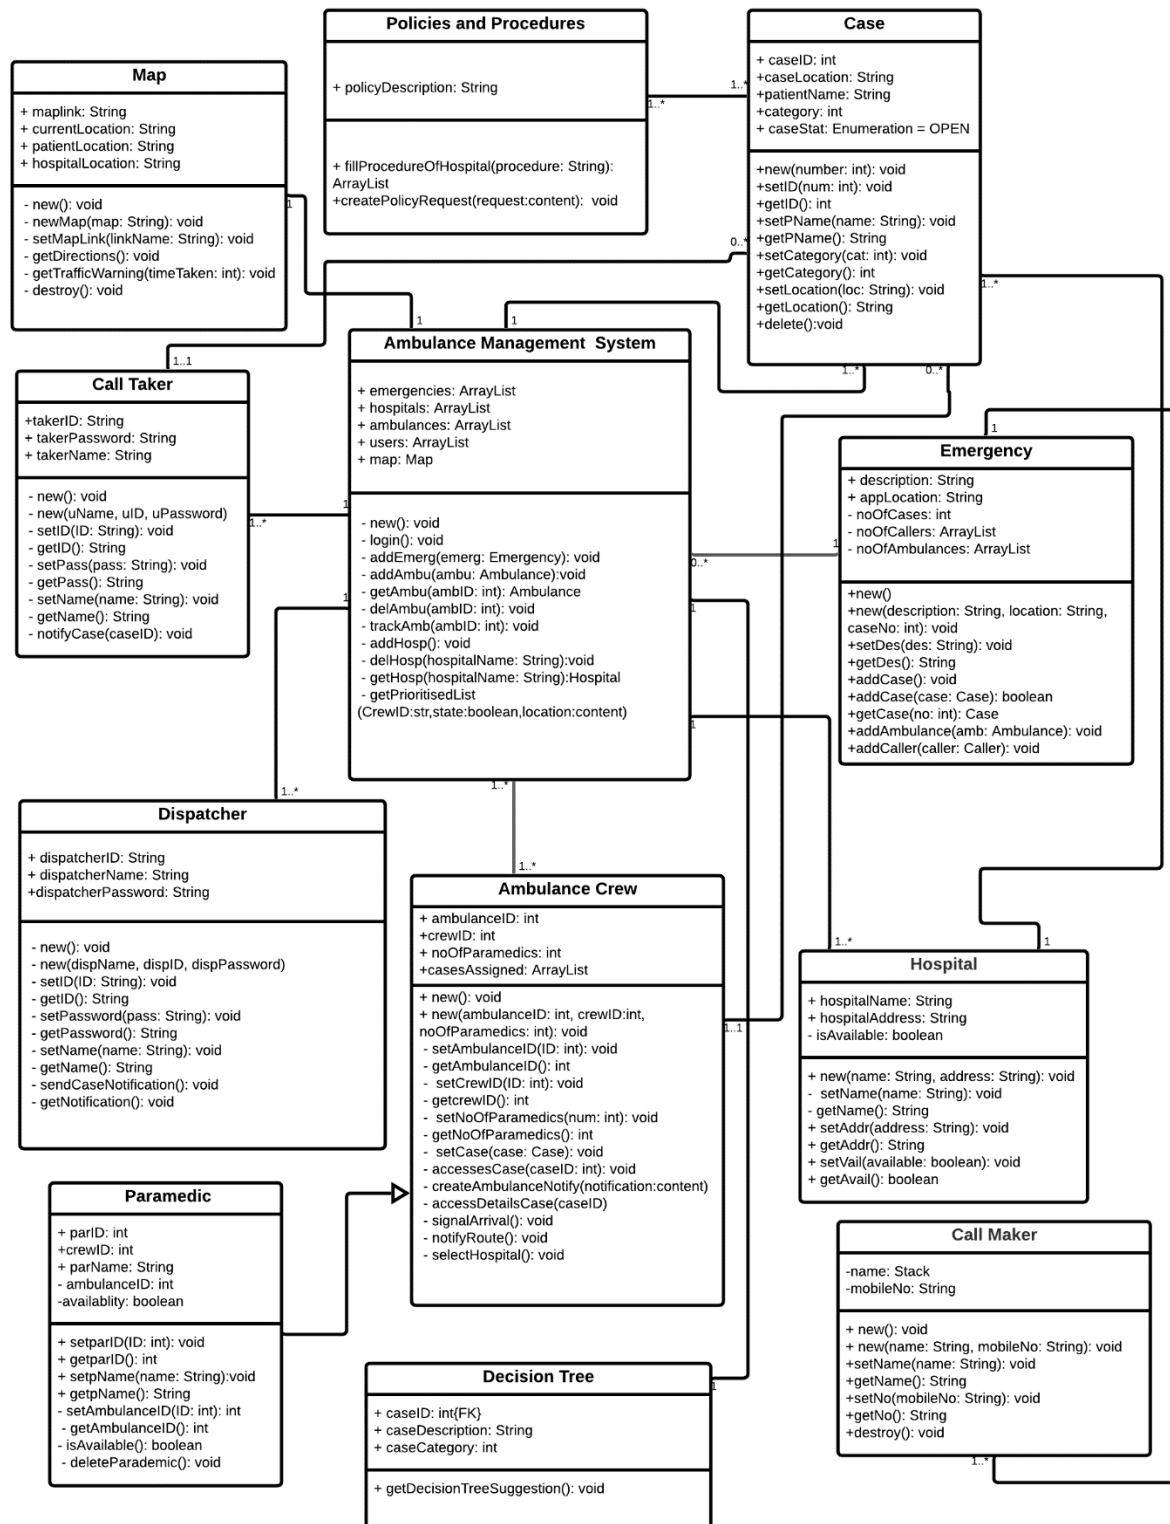 Policies and Procedures
+ policyDescription: String
+ fillProcedureOfHospital(procedure: String):
ArrayList
+createPolicyRequest(request:content): void
1..*
1..*
Case
+ caseID: int
+caseLocation: String
+patientName: String
+category: int
+ caseStat: Enumeration = OPEN
+new(number: int): void
+setID(num: int): void
+getID(): int
+setPName(name: String): void
+getPName(): String
+setCategory(cat: int): void
+getCategory(): int
+setLocation(loc: String): void
+getLocation(): String
+delete():void
0..*
1..*
1..*
0..*
Map
+ maplink: String
+ currentLocation: String
+ patientLocation: String
+ hospitalLocation: String
- new(): void
- newMap(map: String): void
- setMapLink(linkName: String): void
- getDirections(): void
- getTrafficWarning(timeTaken: int): void
- destroy(): void
1
1
1
1..1
Call Taker
+takerID: String
+ takerPassword: String
+ takerName: String
- new(): void
- new(uName, uID, uPassword)
- setID(ID: String): void
- getID(): String
- setPass(pass: String): void
- getPass(): String
- setName(name: String): void
- getName(): String
- notifyCase(caseID): void
1..*
1
1
Ambulance Management System
+ emergencies: ArrayList
+ hospitals: ArrayList
+ ambulances: ArrayList
+ users: ArrayList
+ map: Map
- new(): void
- login(): void
- addEmerg(emerg: Emergency): void
- addAmbu(ambu: Ambulance):void
- getAmbu(ambID: int): Ambulance
- delAmbu(ambID: int): void
- trackAmb(ambID: int): void
- addHosp(): void
- delHosp(hospitalName: String):void
- getHosp(hospitalName: String):Hospital
- getPrioritisedList
(CrewID:str,state:boolean,location:content)
0..*
1
1
1
1..*
1
Emergency
+ description: String
+ appLocation: String
- noOfCases: int
- noOfCallers: ArrayList
- noOfAmbulances: ArrayList
+new()
+new(description: String, location: String,
caseNo: int): void
+setDes(des: String): void
+getDes(): String
+addCase(): void
+addCase(case: Case): boolean
+getCase(no: int): Case
+addAmbulance(amb: Ambulance): void
+addCaller(caller: Caller): void
1..*
Dispatcher
+ dispatcherID: String
+ dispatcherName: String
+dispatcherPassword: String
- new(): void
- new(dispName, dispID, dispPassword)
- setID(ID: String): void
- getID(): String
- setPassword(pass: String): void
- getPassword(): String
- setName(name: String): void
- getName(): String
- sendCaseNotification(): void
- getNotification(): void
1..*
Ambulance Crew
+ ambulanceID: int
+crewID: int
+ noOfParamedics: int
+casesAssigned: ArrayList
+ new(): void
+ new(ambulanceID: int, crewID:int,
noOfParamedics: int): void
- setAmbulanceID(ID: int): void
- getAmbulanceID(): int
- setCrewID(ID: int): void
- getcrewID(): int
- setNoOfParamedics(num: int): void
- getNoOfParamedics(): int
- setCase(case: Case): void
- accessesCase(caseID: int): void
- createAmbulanceNotify(notification:content)
- accessDetailsCase(caseID)
- signalArrival(): void
- notifyRoute(): void
- selectHospital(): void
1..1
1..*
1
Hospital
+ hospitalName: String
+ hospitalAddress: String
- isAvailable: boolean
+ new(name: String, address: String): void
- setName(name: String): void
- getName(): String
+ setAddr(address: String): void
+ getAddr(): String
+ setVail(available: boolean): void
+ getAvail(): boolean
Paramedic
+ parID: int
+crewID: int
+ parName: String
- ambulanceID: int
-availablity: boolean
+ setparID(ID: int): void
+ getparID(): int
+ setpName(name: String):void
+ getpName(): String
- setAmbulanceID(ID: int): int
- getAmbulanceID(): int
- isAvailable(): boolean
- deleteParademic(): void
Decision Tree
+ caseID: int{FK}
+ caseDescription: String
+ caseCategory: int
+ getDecisionTreeSuggestion(): void
1
Call Maker
-name: Stack
-mobileNo: String
+ new(): void
+ new(name: String, mobileNo: String): void
+setName(name: String): void
+getName(): String
+setNo(mobileNo: String): void
+getNo(): String
+destroy(): void
1..*